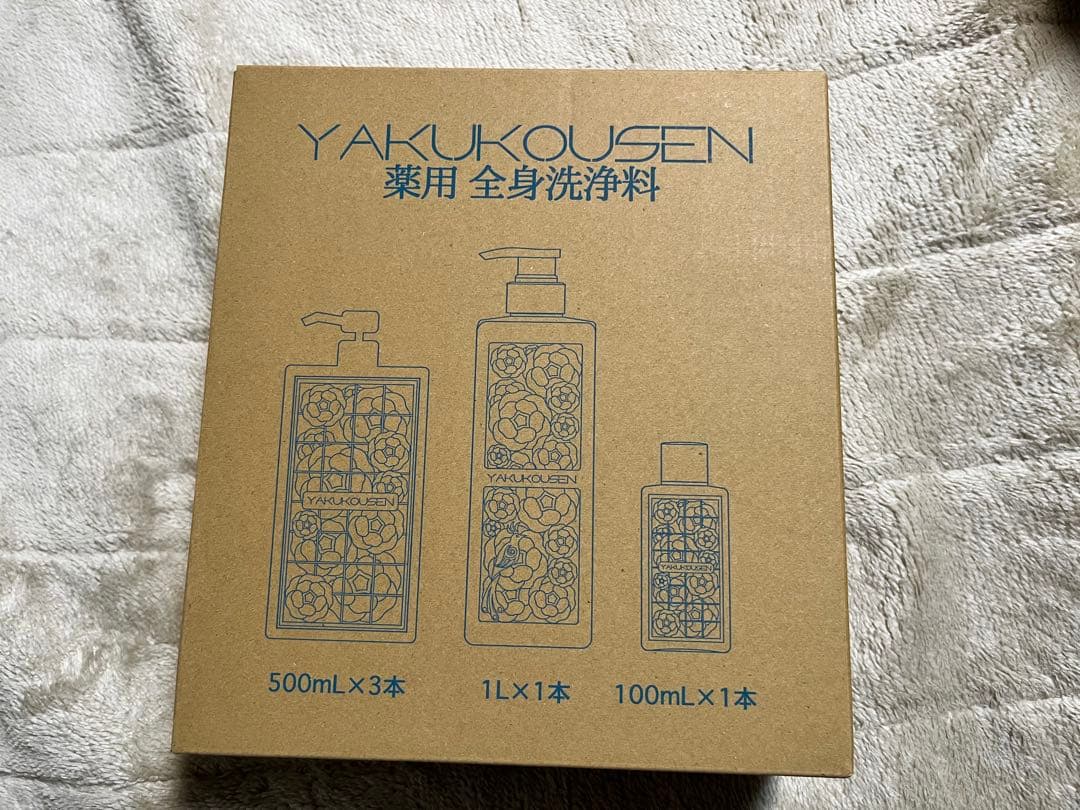 YAKUKOUSEN
薬用 全身洗浄料
YAKUKOUSEN
YAKUKOUSEN
YAKUKOUSEN
500mL×3本
1L×1本
100mL×1本